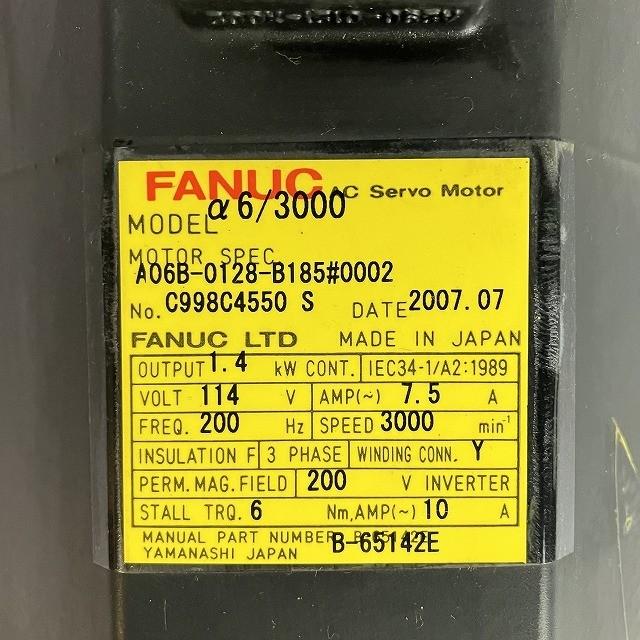 FANUC AC Servo Motor
MODEL α6/3000
MOTOR SPEC.
A06B-0128-B185#0002
No. C998C4550 S DATE 2007.07
FANUC LTD MADE IN JAPAN
OUTPUT 1.4 kW CONT. IEC34-1/A2:1989
VOLT 114 V AMP(~) 7.5 A
FREQ. 200 Hz SPEED 3000 min⁻¹
INSULATION F 3 PHASE WINDING CONN. Y
PERM.MAG.FIELD 200 V INVERTER
STALL TRQ. 6 Nm,AMP(~) 10 A
MANUAL PART NUMBER B-65142E
YAMANASHI JAPAN B-65142E